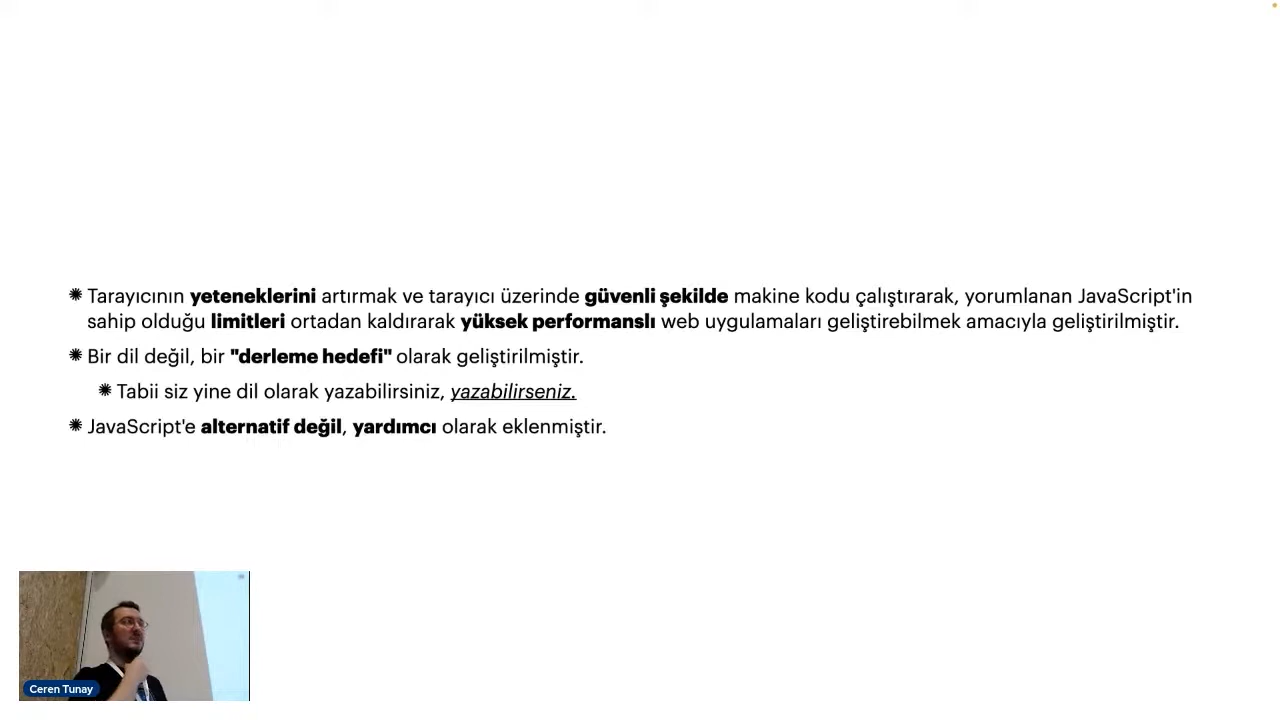 ✹ Tarayıcının yeteneklerini artırmak ve tarayıcı üzerinde güvenli şekilde makine kodu çalıştırarak, yorumlanan JavaScript'in
sahip olduğu limitleri ortadan kaldırarak yüksek performanslı web uygulamaları geliştirebilmek amacıyla geliştirilmiştir.
✹ Bir dil değil, bir "derleme hedefi" olarak geliştirilmiştir.
✹ Tabii siz yine dil olarak yazabilirsiniz, yazabilirseniz.
✹ JavaScript'e alternatif değil, yardımcı olarak eklenmiştir.
Ceren Tunay